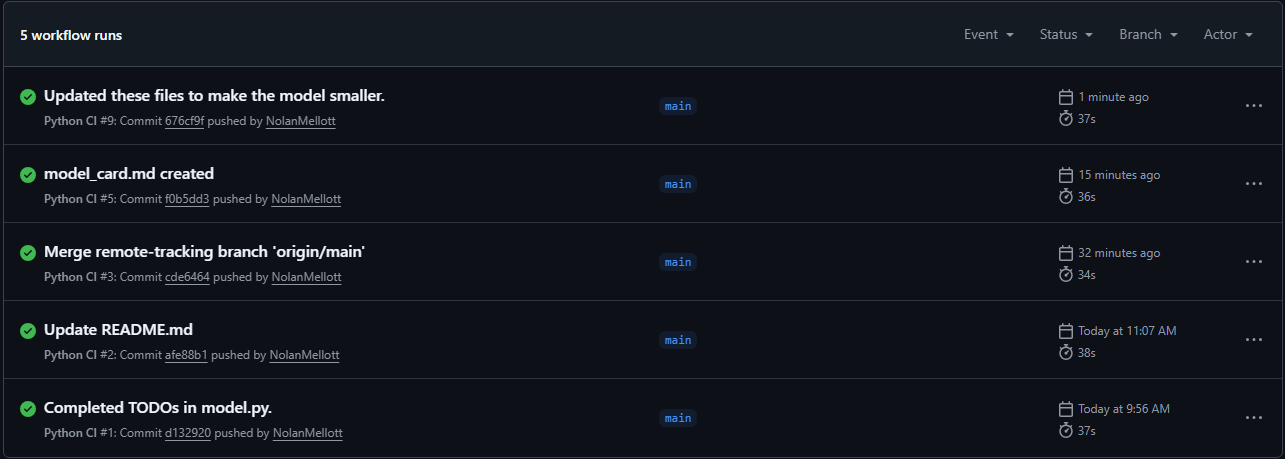 5 workflow runs
Event Status Branch Actor
Updated these files to make the model smaller.
Python CI #9: Commit 676cf9f pushed by NolanMellott
main
1 minute ago
37s
model_card.md created
Python CI #5: Commit f0b5dd3 pushed by NolanMellott
main
15 minutes ago
36s
Merge remote-tracking branch 'origin/main'
Python CI #3: Commit cde6464 pushed by NolanMellott
main
32 minutes ago
34s
Update README.md
Python CI #2: Commit afe88b1 pushed by NolanMellott
main
Today at 11:07 AM
38s
Completed TODOs in model.py.
Python CI #1: Commit d132920 pushed by NolanMellott
main
Today at 9:56 AM
37s